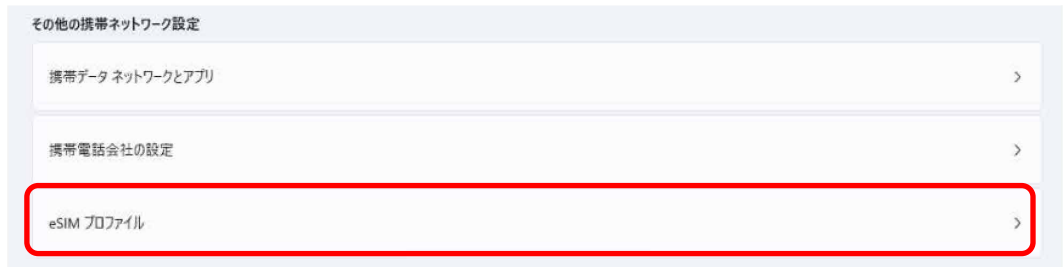 その他の携帯ネットワーク設定
携帯データ ネットワークとアプリ
携帯電話会社の設定
eSIM プロファイル